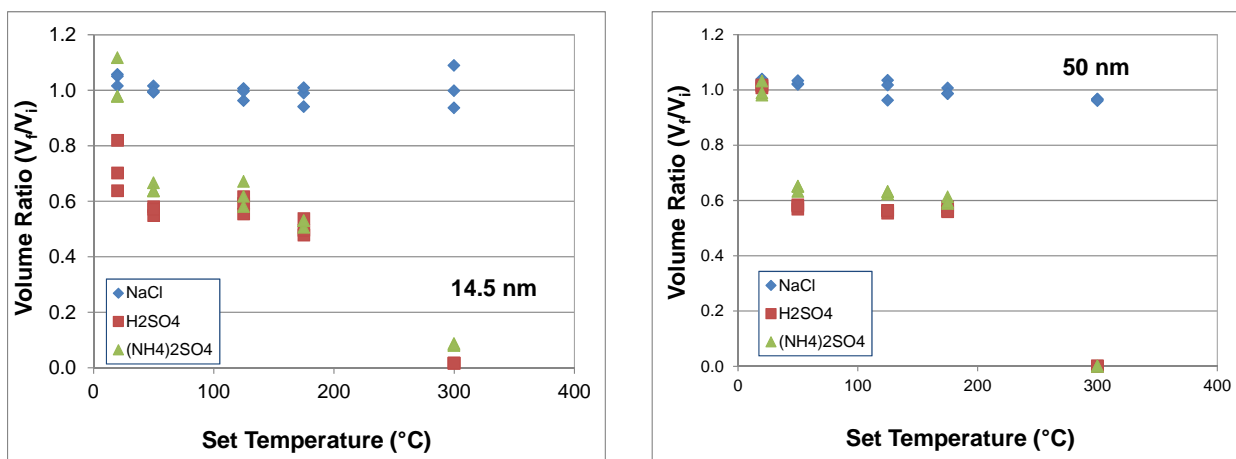 1.2
1.0
0.8
0.6
0.4
0.2
0.0
Volume Ratio (Vf/Vi)
14.5 nm
NaCl
H2SO4
(NH4)2SO4
0 100 200 300 400
Set Temperature (°C)
1.2
1.0
0.8
0.6
0.4
0.2
0.0
Volume Ratio (Vf/Vi)
50 nm
NaCl
H2SO4
(NH4)2SO4
0 100 200 300 400
Set Temperature (°C)